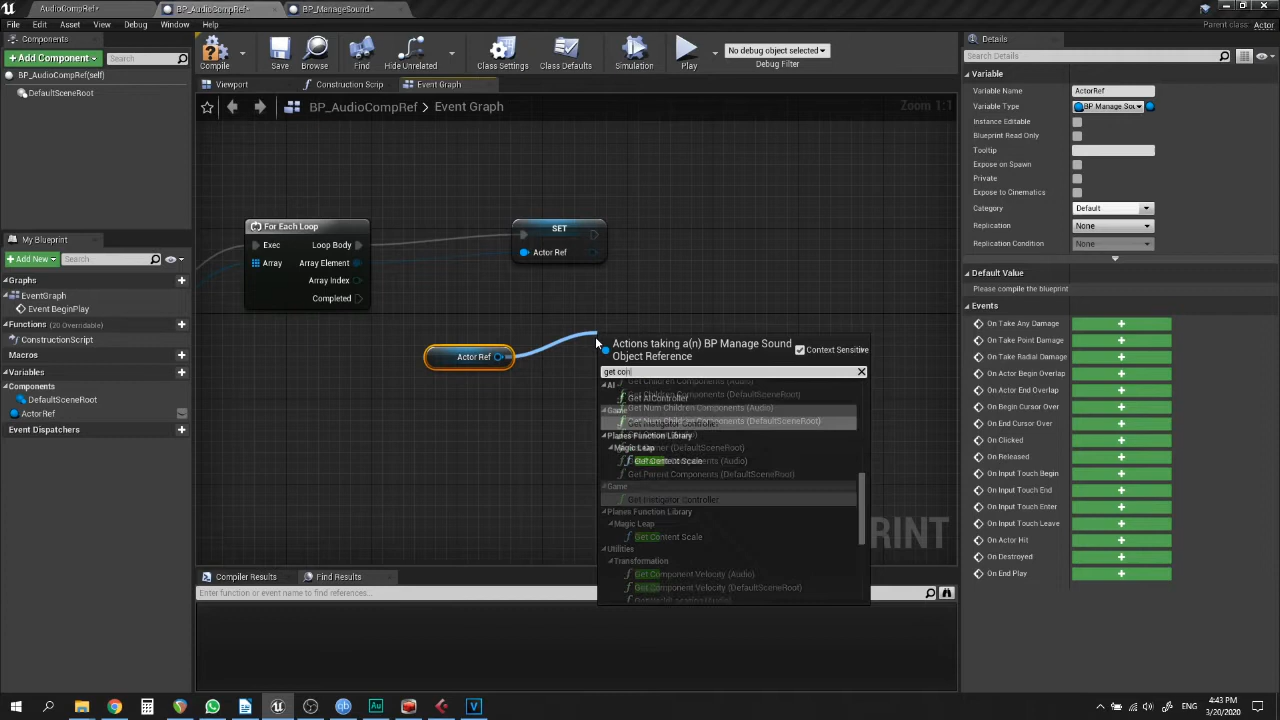 AudioCompRef*
BP_AudioCompRef*
BP_ManageSound*
File Edit Asset View Debug Window Help
Parent class: Actor
Components
Add Component
Search
BP_AudioCompRef(self)
DefaultSceneRoot
My Blueprint
Add New
Search
Graphs
EventGraph
Event BeginPlay
Functions (20 Overridable)
ConstructionScript
Macros
Variables
Components
DefaultSceneRoot
ActorRef
Event Dispatchers
Compile
Save
Browse
Find
Hide Unrelated
Class Settings
Class Defaults
Simulation
Play
No debug object selected
Debug Filter
Viewport
Construction Scrip
Event Graph
BP_AudioCompRef > Event Graph
Zoom 1:1
For Each Loop
Exec
Loop Body
Array
Array Element
Array Index
Completed
SET
Actor Ref
Actor Ref
Actions taking a(n) BP Manage Sound
Object Reference
Context Sensitive
get con
AI
Get AIController
Game
Get Instigator Controller
Planes Function Library
Magic Leap
Get Content Scale
Get Parent Components (DefaultSceneRoot)
Game
Get Instigator Controller
Planes Function Library
Magic Leap
Get Content Scale
Utilities
Transformation
Get Component Velocity (Audio)
Get Component Velocity (DefaultSceneRoot)
Compiler Results
Find Results
Enter function or event name to find references...
Details
Search Details
Variable
Variable Name
ActorRef
Variable Type
BP Manage Sou
Instance Editable
Blueprint Read Only
Tooltip
Expose on Spawn
Private
Expose to Cinematics
Category
Default
Replication
None
Replication Condition
None
Default Value
Please compile the blueprint
Events
On Take Any Damage
On Take Point Damage
On Take Radial Damage
On Actor Begin Overlap
On Actor End Overlap
On Begin Cursor Over
On End Cursor Over
On Clicked
On Released
On Input Touch Begin
On Input Touch End
On Input Touch Enter
On Input Touch Leave
On Actor Hit
On Destroyed
On End Play
ENG
4:43 PM
3/20/2020